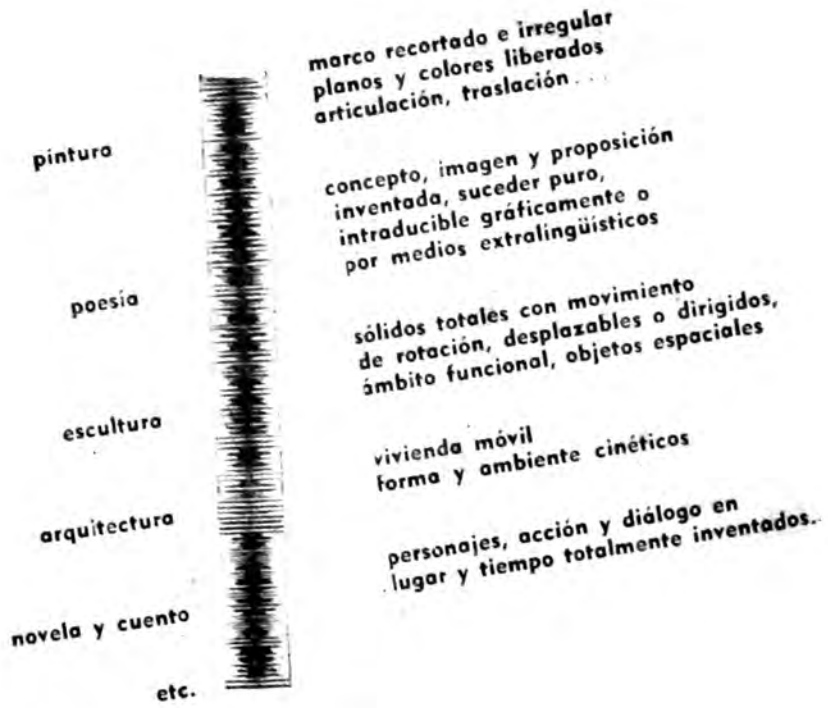 marco recortado e irregular
planos y colores liberados
articulación, traslación...
pintura
concepto, imagen y proposición
inventada, suceder puro,
intraducible gráficamente o
por medios extralingüísticos
poesía
sólidos totales con movimiento
de rotación, desplazables o dirigidos,
ámbito funcional, objetos espaciales
escultura
vivienda móvil
forma y ambiente cinéticos
arquitectura
personajes, acción y diálogo en
lugar y tiempo totalmente inventados.
novela y cuento
etc.